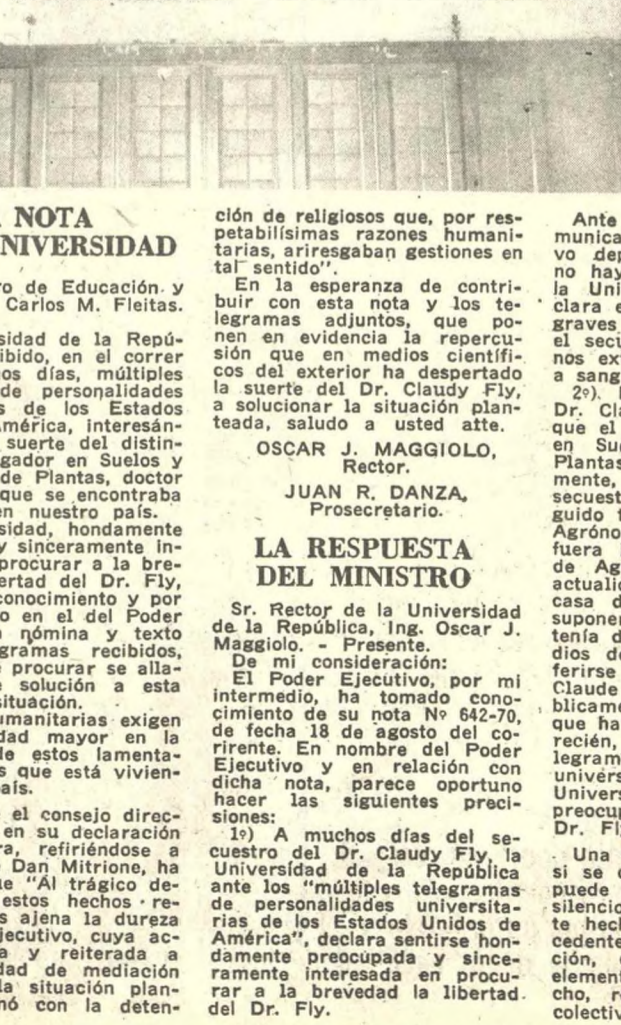 NOTA
NIVERSIDAD
ro de Educación y
Carlos M. Fleitas.
sidad de la Repú-
ibido, en el correr
os días, múltiples
de personalidades
s de los Estados
mérica, interesán-
suerte del distin-
gador en Suelos y
de Plantas, doctor
que se encontraba
en nuestro país.
sidad, hondamente
y sinceramente in-
procurar a la bre-
ertad del Dr. Fly,
conocimiento y por
o en el del Poder
nómina y texto
gramas recibidos,
procurar se alla-
solución a esta
situación.
umanitarias exigen
dad mayor en la
de estos lamenta-
s que está vivien-
aís.
el consejo direc-
en su declaración
ra, refiriéndose a
Dan Mitrione, ha
ue "Al trágico de-
estos hechos re-
s ajena la dureza
jecutivo, cuya ac-
a y reiterada a
dad de mediación
la situación plan-
nó con la deten-
ción de religiosos que, por res-
petabilísimas razones humani-
tarias, ariresgaban gestiones en
tal sentido".
En la esperanza de contri-
buir con esta nota y los te-
legramas adjuntos, que po-
nen en evidencia la repercu-
sión que en medios científi-
cos del exterior ha despertado
la suerte del Dr. Claudy Fly,
a solucionar la situación plan-
teada, saludo a usted atte.
OSCAR J. MAGGIOLO,
Rector.
JUAN R. DANZA,
Prosecretario.
LA RESPUESTA
DEL MINISTRO
Sr. Rector de la Universidad
de la República, Ing. Oscar J.
Maggiolo. - Presente.
De mi consideración:
El Poder Ejecutivo, por mi
intermedio, ha tomado cono-
cimiento de su nota Nº 642-70,
de fecha 18 de agosto del co-
rirente. En nombre del Poder
Ejecutivo y en relación con
dicha nota, parece oportuno
hacer las siguientes preci-
siones:
1º) A muchos días del se-
cuestro del Dr. Claudy Fly, la
Universidad de la República
ante los "múltiples telegramas
de personalidades universita-
rias de los Estados Unidos de
América", declara sentirse hon-
damente preocupada y since-
ramente interesada en procu-
rar a la brevedad la libertad
del Dr. Fly.
Ante
munica
vo dep
no hay
la Uni
clara e
graves
el secu
nos ext
a sang
2º).
Dr. Cla
que el
en Sue
Plantas
mente,
secuest
guido t
Agróno
fuera
de Ag
actualid
casa d
suponer
tenía d
dios de
ferirse
Claude
blicame
que ha
recién,
legram
univers
Univers
preocup
Dr. Fl
Una
si se
puede
silencio
te hech
cedente
ción,
element
cho, r
colectiv